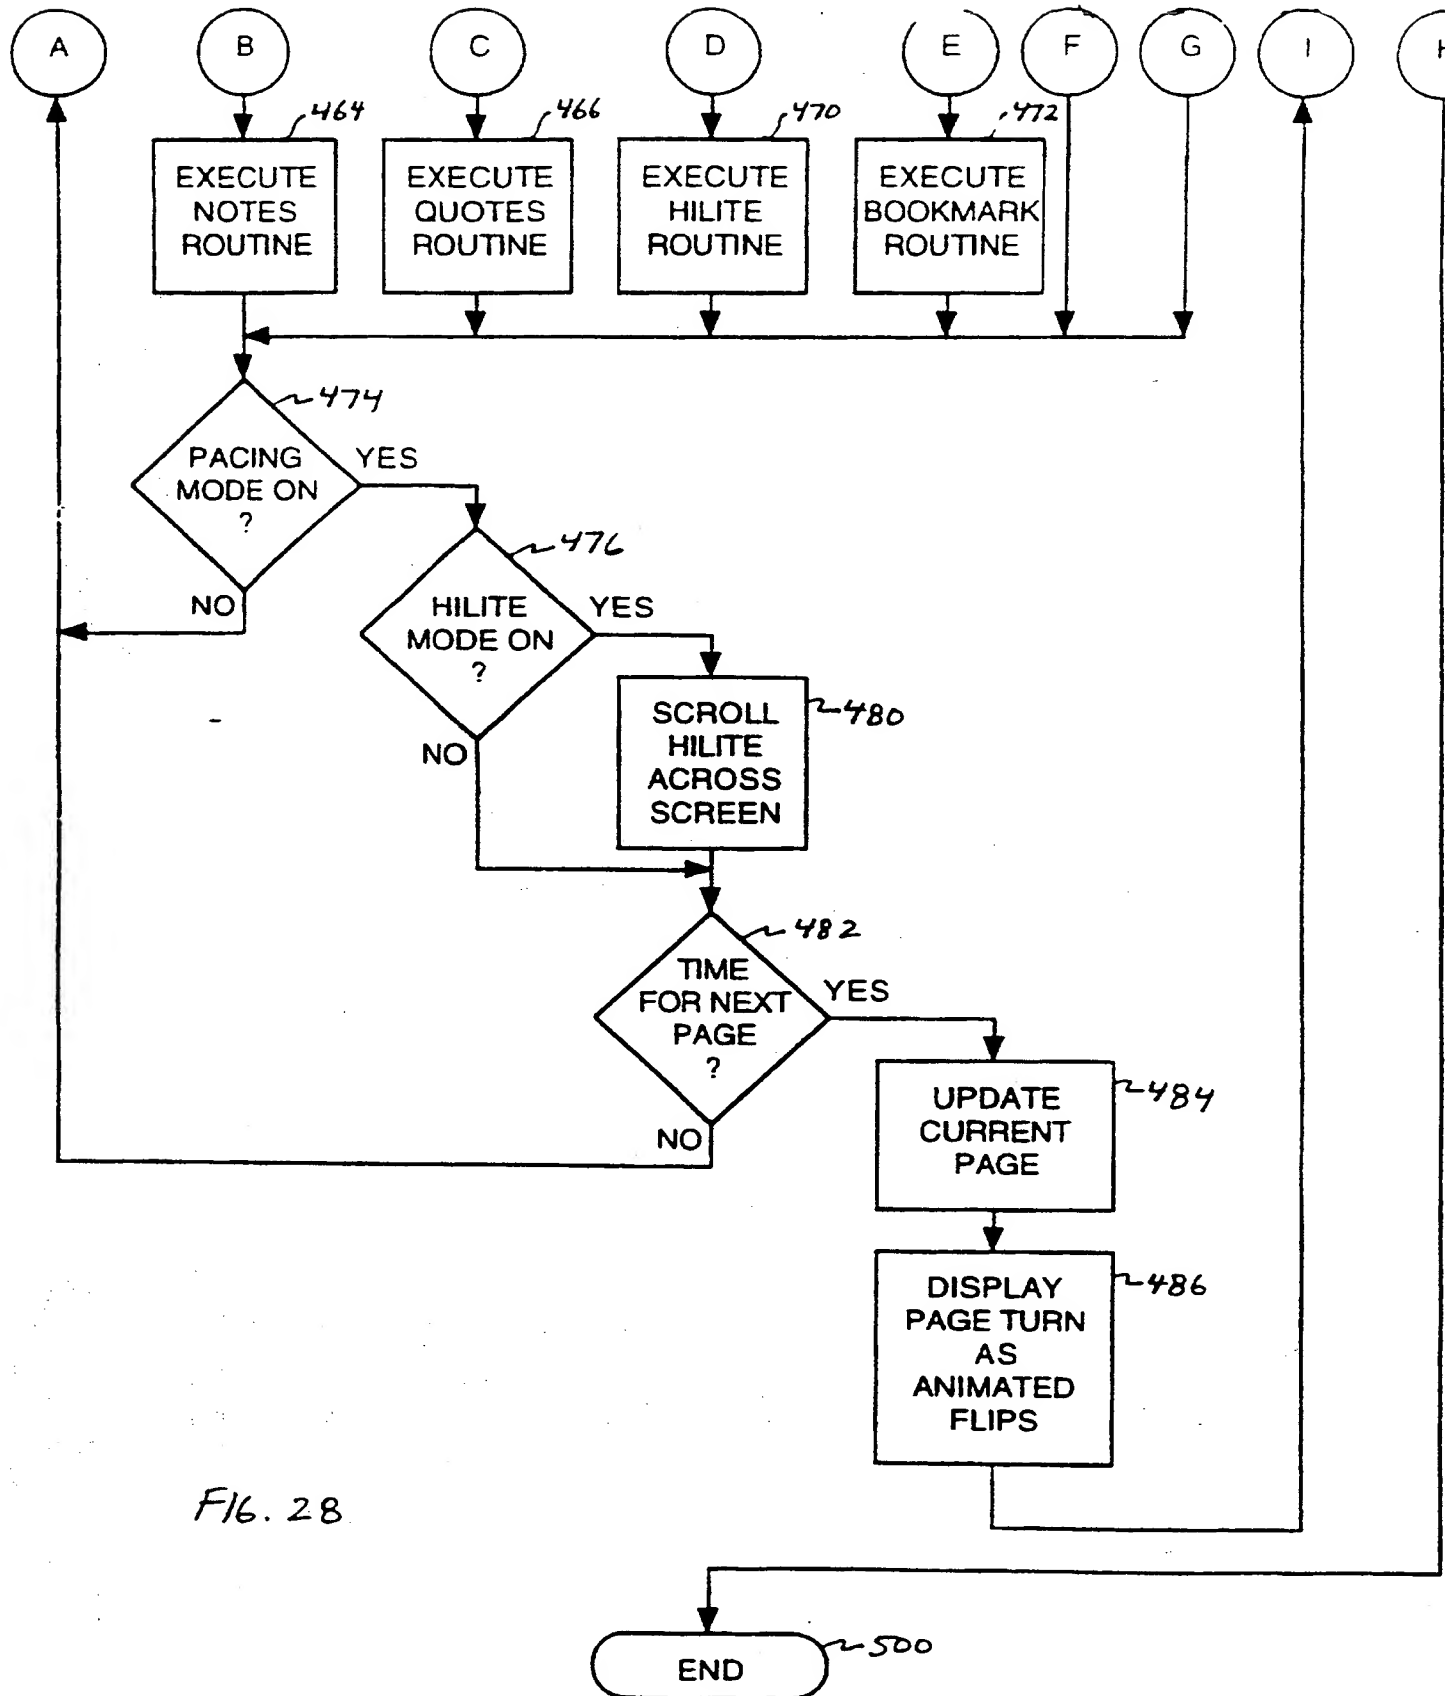 A
B
C
D
E
F
G
I
464
466
470
472
EXECUTE
NOTES
ROUTINE
EXECUTE
QUOTES
ROUTINE
EXECUTE
HILITE
ROUTINE
EXECUTE
BOOKMARK
ROUTINE
474
PACING
MODE ON
?
YES
NO
476
HILITE
MODE ON
?
YES
NO
480
SCROLL
HILITE
ACROSS
SCREEN
482
TIME
FOR NEXT
PAGE
?
YES
NO
484
UPDATE
CURRENT
PAGE
486
DISPLAY
PAGE TURN
AS
ANIMATED
FLIPS
FIG. 28
500
END